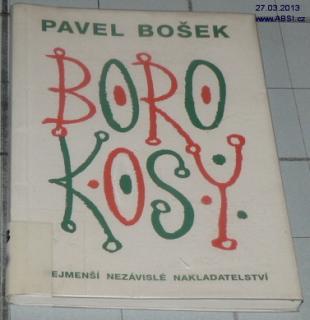 27.03.2013
www.ABSI.cz
PAVEL BOŠEK
BORO
KOSY
EJMENŠÍ NEZÁVISLÉ NAKLADATELSTVÍ